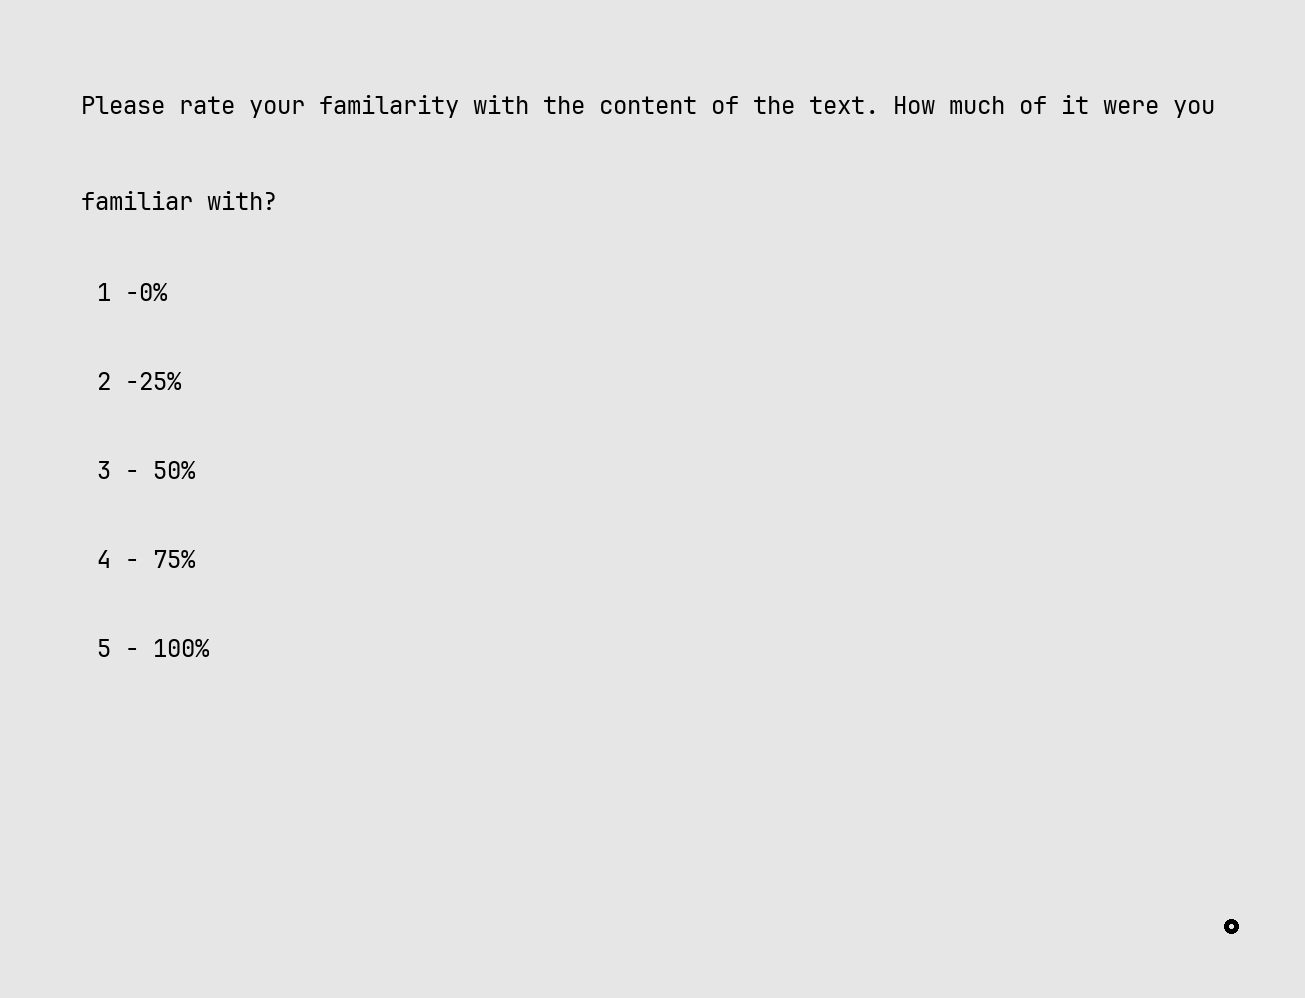 Please rate your familarity with the content of the text. How much of it were you
familiar with?
1 -0%
2 -25%
3 - 50%
4 - 75%
5 - 100%